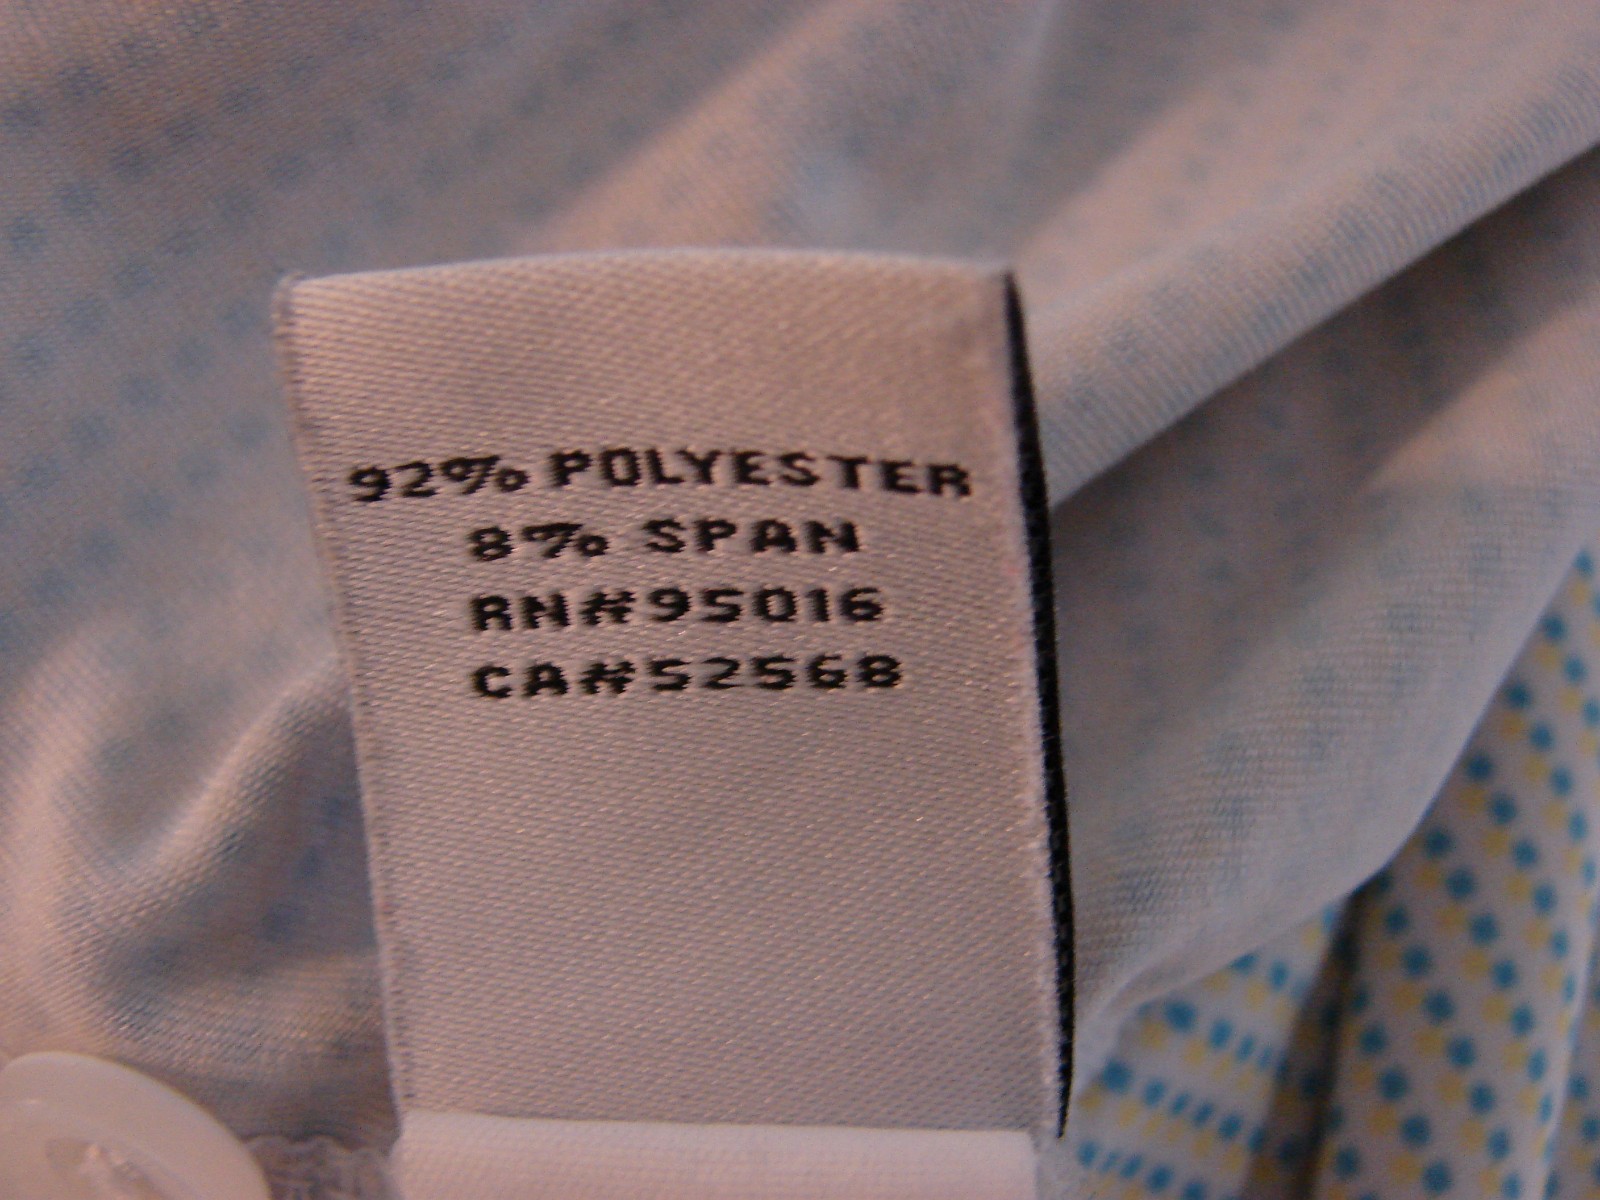 92% POLYESTER
8% SPAN
RN#95016
CA#52568